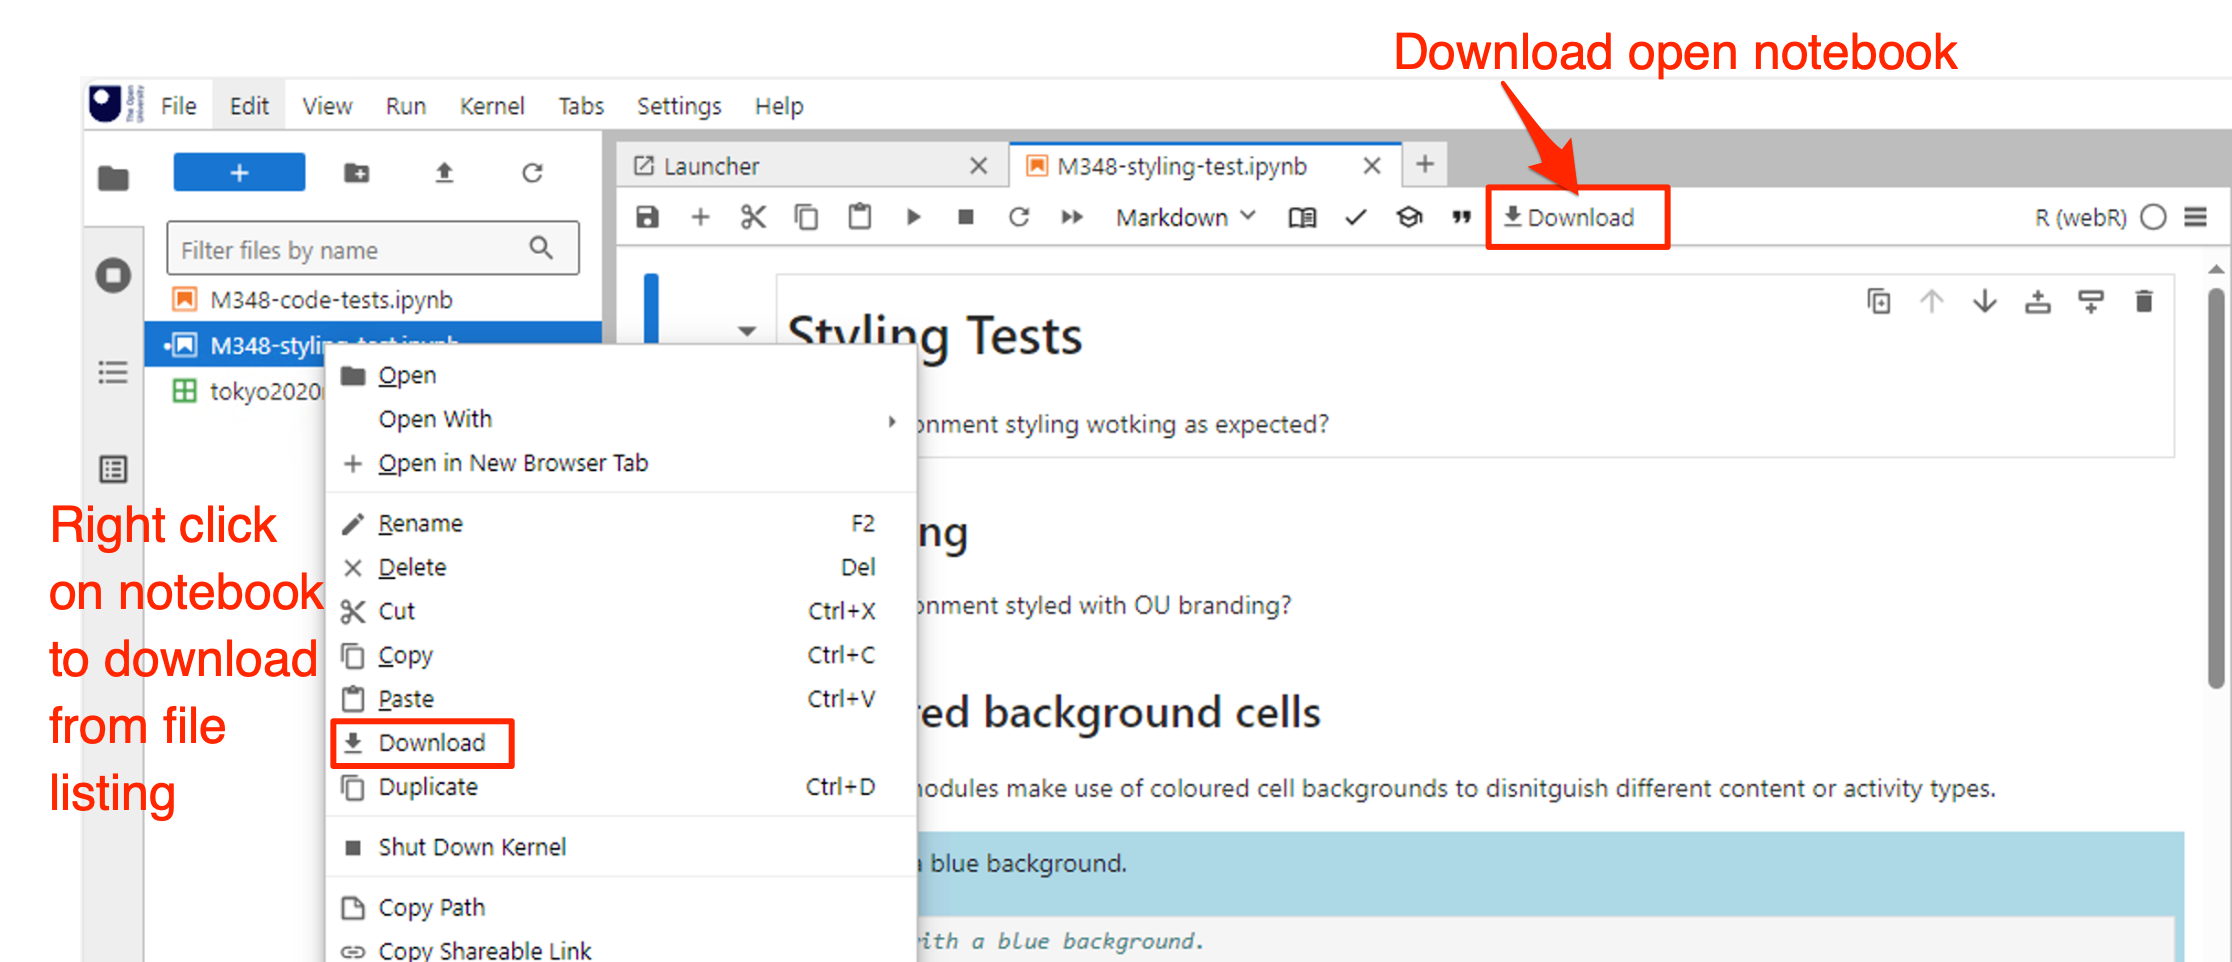 Download open notebook
The Open
University
File Edit View Run Kernel Tabs Settings Help
Launcher
M348-styling-test.ipynb
Markdown
Download
R (webR)
Filter files by name
M348-code-tests.ipynb
M348-styling-test.ipynb
tokyo2020
Styling Tests
onment styling wotking as expected?
ng
onment styled with OU branding?
red background cells
modules make use of coloured cell backgrounds to disnitguish different content or activity types.
a blue background.
with a blue background.
Open
Open With
Open in New Browser Tab
Rename F2
Delete Del
Cut Ctrl+X
Copy Ctrl+C
Paste Ctrl+V
Download
Duplicate Ctrl+D
Shut Down Kernel
Copy Path
Copy Shareable Link
Right click
on notebook
to download
from file
listing